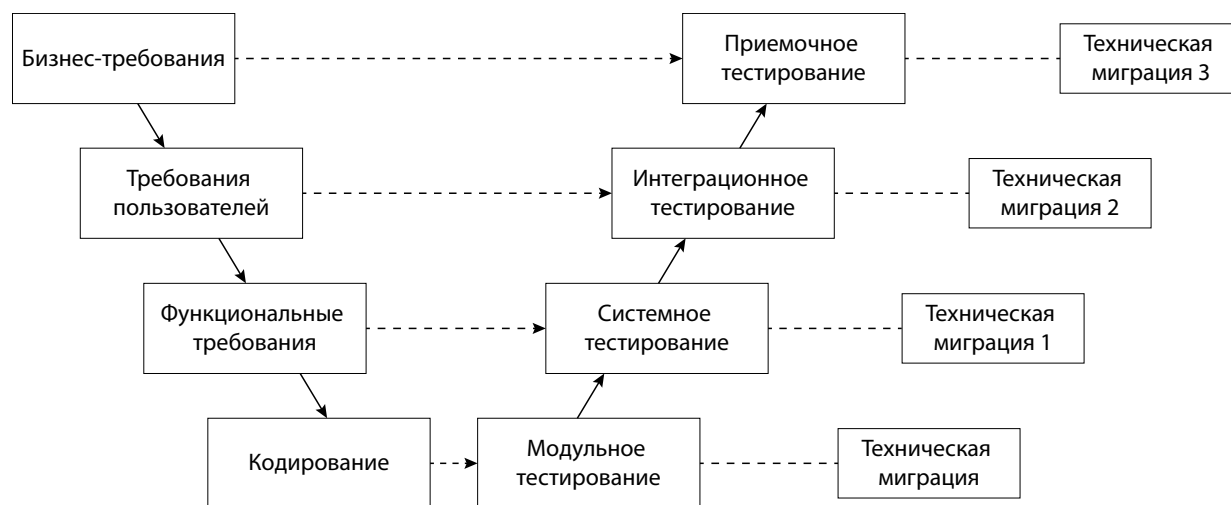 Бизнес-требования
Приемочное
тестирование
Техническая
миграция 3
Требования
пользователей
Интеграционное
тестирование
Техническая
миграция 2
Функциональные
требования
Системное
тестирование
Техническая
миграция 1
Кодирование
Модульное
тестирование
Техническая
миграция